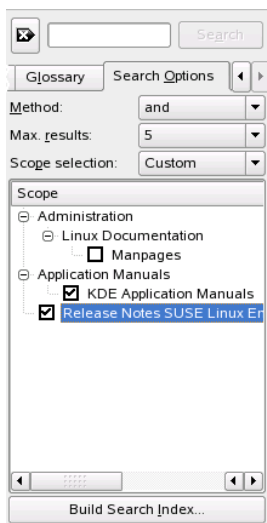 Search
Glossary Search Options
Method: and
Max. results: 5
Scope selection: Custom
Scope
Administration
Linux Documentation
Manpages
Application Manuals
KDE Application Manuals
Release Notes SUSE Linux En
Build Search Index...